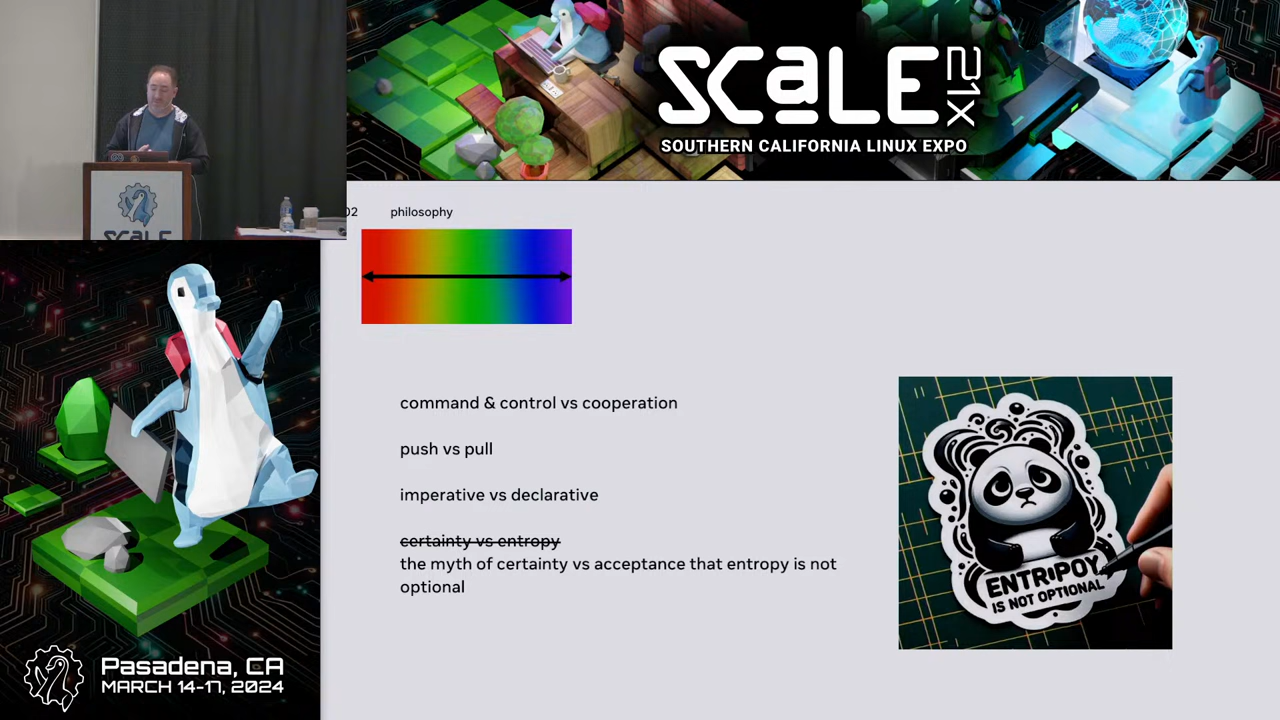 SCALE
21X
SOUTHERN CALIFORNIA LINUX EXPO
SCALE
02 philosophy
command & control vs cooperation
push vs pull
imperative vs declarative
certainty vs entropy
the myth of certainty vs acceptance that entropy is not
optional
ENTRIPOY
IS NOT OPTIONAL
Pasadena, CA
MARCH 14-17, 2024